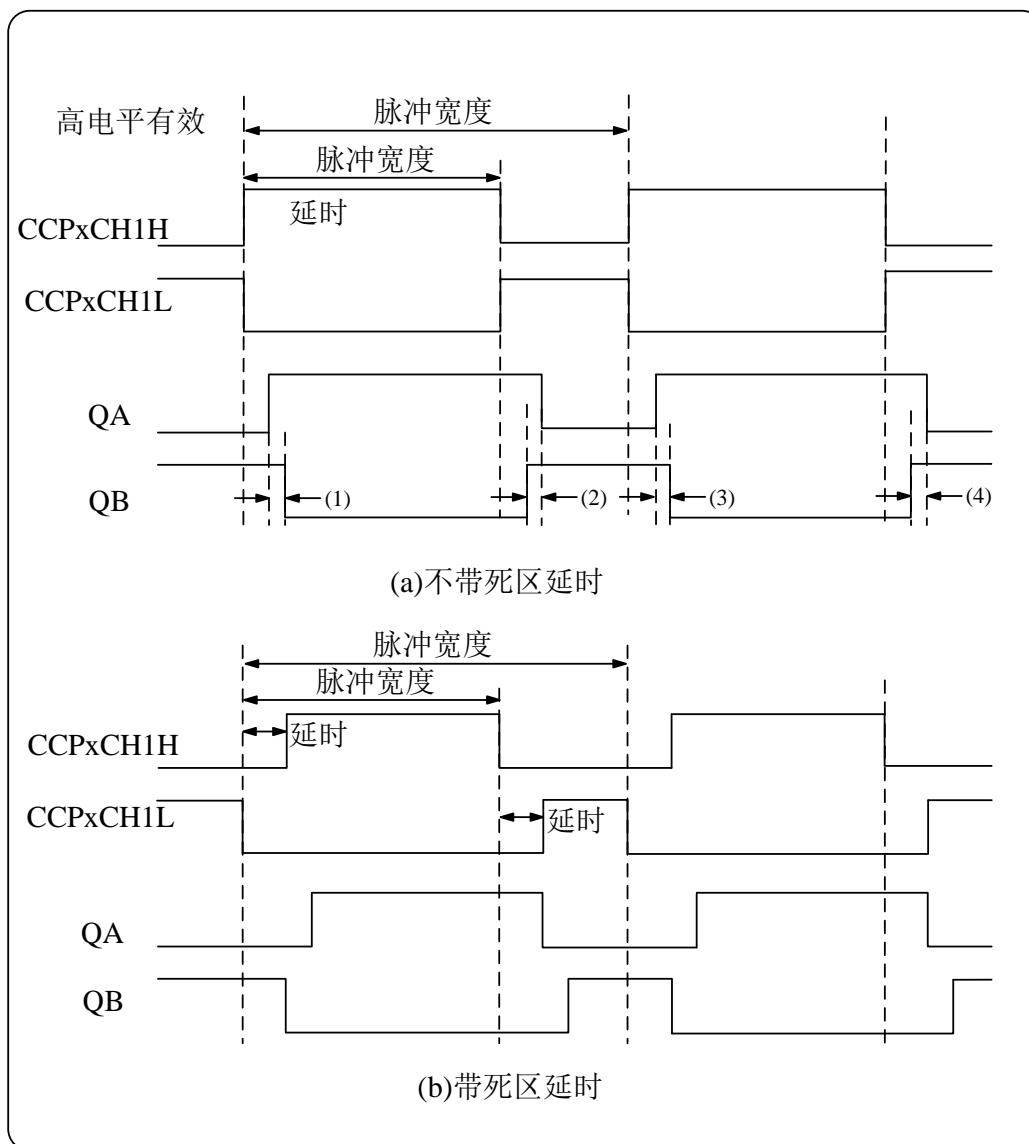 脉冲宽度
高电平有效
脉冲宽度
延时
CCPxCH1H
CCPxCH1L
QA
QB
(1)
(2)
(3)
(4)
(a)不带死区延时
脉冲宽度
脉冲宽度
延时
CCPxCH1H
CCPxCH1L
延时
QA
QB
(b)带死区延时